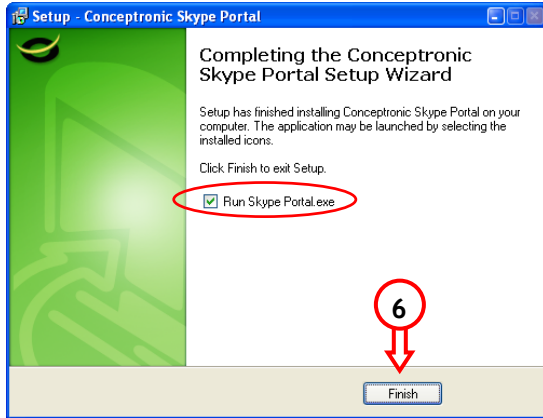 Setup - Conceptronic Skype Portal
Completing the Conceptronic
Skype Portal Setup Wizard
Setup has finished installing Conceptronic Skype Portal on your
computer. The application may be launched by selecting the
installed icons.
Click Finish to exit Setup.
Run Skype Portal.exe
6
Finish